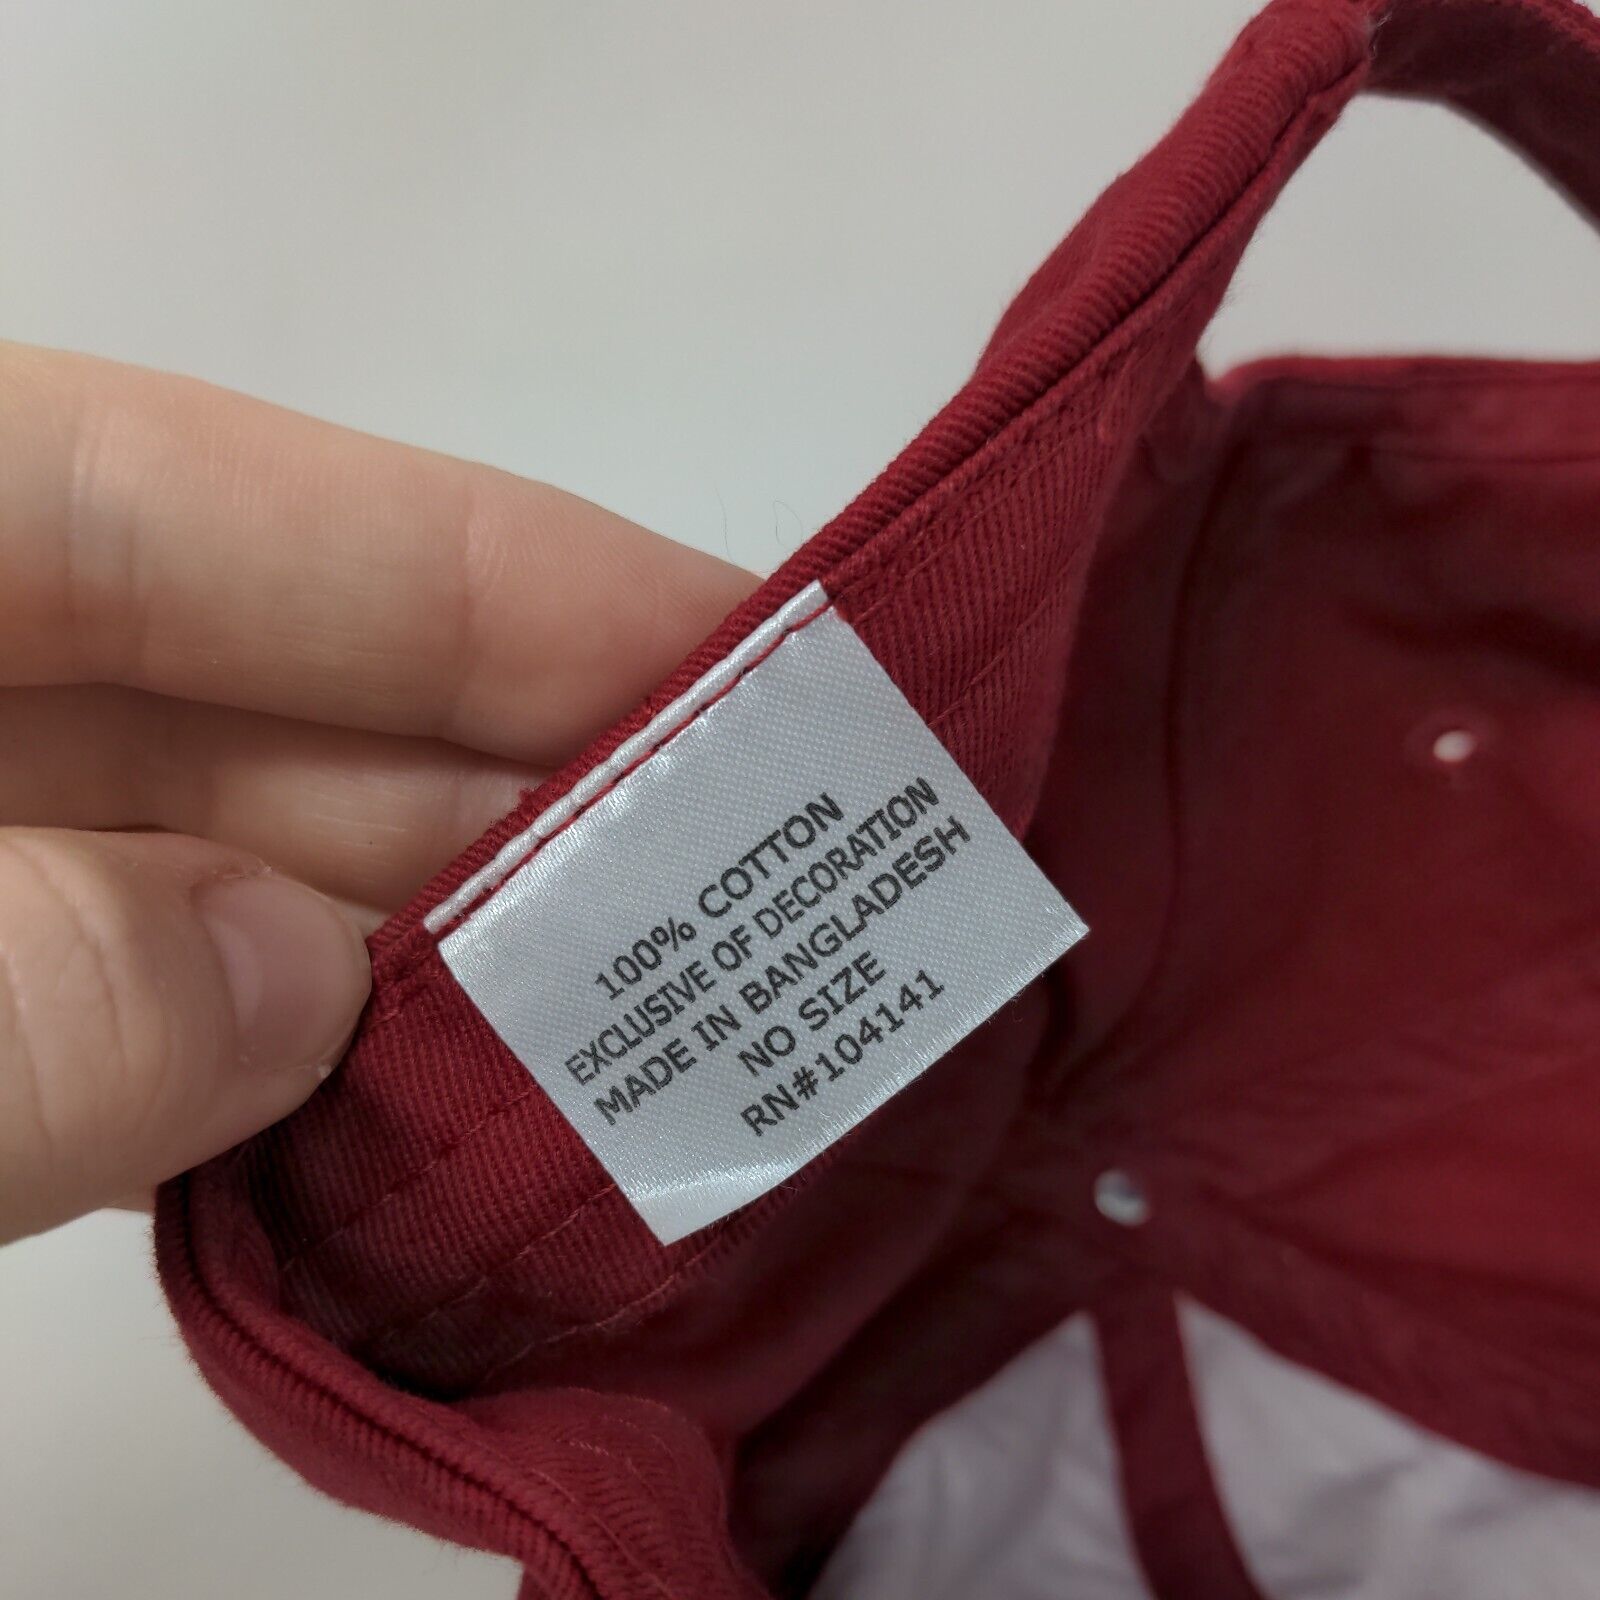 100% COTTON
EXCLUSIVE OF DECORATION
MADE IN BANGLADESH
NO SIZE
RN#104141